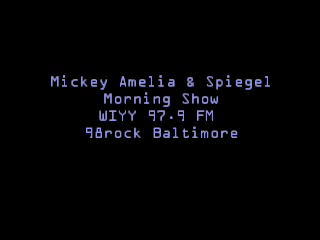 Mickey Amelia & Spiegel
Morning Show
WIYY 97.9 FM
98rock Baltimore